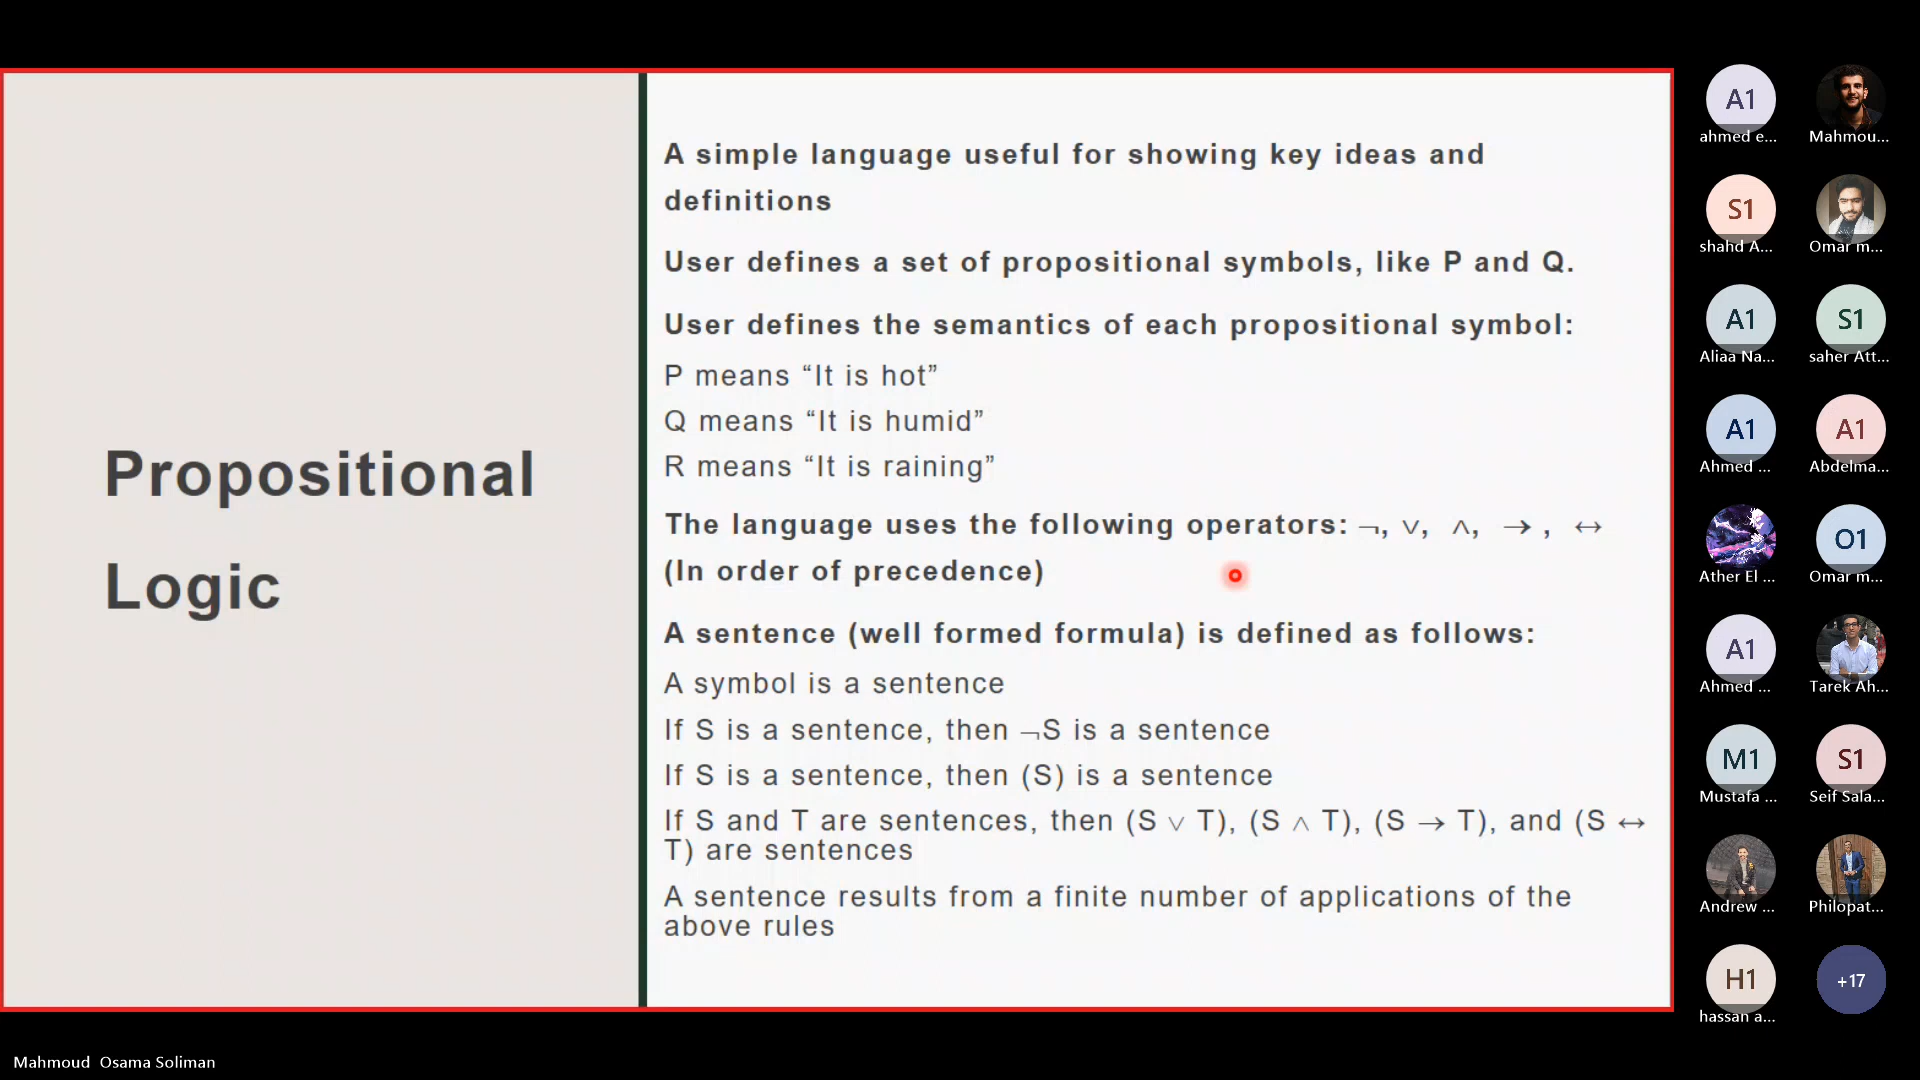 Propositional
Logic
A simple language useful for showing key ideas and
definitions
User defines a set of propositional symbols, like P and Q.
User defines the semantics of each propositional symbol:
P means “It is hot”
Q means “It is humid”
R means “It is raining”
The language uses the following operators: ¬, ∨, ∧, → , ↔
(In order of precedence)
A sentence (well formed formula) is defined as follows:
A symbol is a sentence
If S is a sentence, then ¬S is a sentence
If S is a sentence, then (S) is a sentence
If S and T are sentences, then (S ∨ T), (S ∧ T), (S → T), and (S ↔
T) are sentences
A sentence results from a finite number of applications of the
above rules
A1
ahmed e...
Mahmou...
S1
shahd A...
Omar m...
A1
Aliaa Na...
S1
saher Att...
A1
Ahmed ...
A1
Abdelma...
Ather El ...
O1
Omar m...
A1
Ahmed ...
Tarek Ah...
M1
Mustafa ...
S1
Seif Sala...
Andrew ...
Philopat...
H1
hassan a...
+17
Mahmoud Osama Soliman